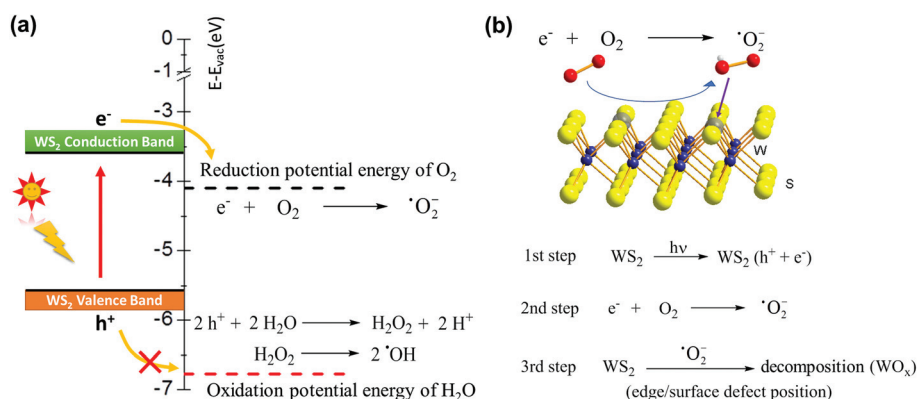 (a)
0
-1
-3
-4
-5
-6
-7
E-Evac(eV)
e-
WS2 Conduction Band
Reduction potential energy of O2
e- + O2 → •O2-
WS2 Valence Band
h+
2 h+ + 2 H2O → H2O2 + 2 H+
H2O2 → 2 •OH
Oxidation potential energy of H2O
(b)
e- + O2 → •O2-
W
S
1st step WS2 hν → WS2 (h+ + e-)
2nd step e- + O2 → •O2-
3rd step WS2 •O2- → decomposition (WOx)
(edge/surface defect position)